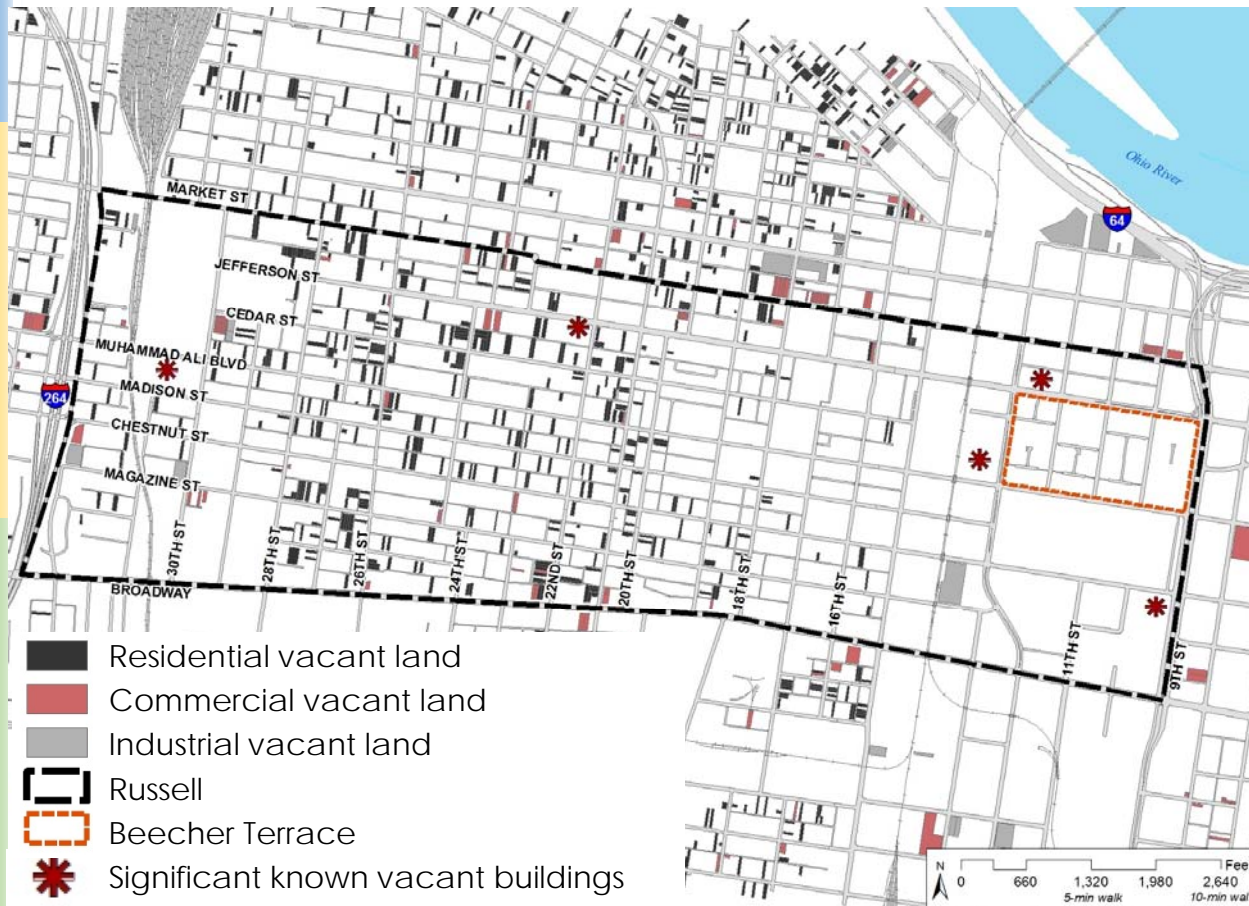 Ohio River
64
MARKET ST
JEFFERSON ST
CEDAR ST
MUHAMMAD ALI BLVD
MADISON ST
264
CHESTNUT ST
MAGAZINE ST
30TH ST
28TH ST
26TH ST
24TH ST
22ND ST
20TH ST
18TH ST
16TH ST
11TH ST
9TH ST
BROADWAY
Residential vacant land
Commercial vacant land
Industrial vacant land
Russell
Beecher Terrace
Significant known vacant buildings
N
Fee
0 660 1,320 1,980 2,640
5-min walk 10-min wal